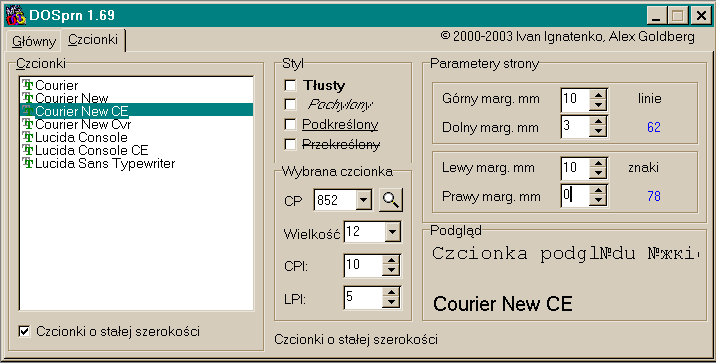 DOSprn 1.69
Główny Czcionki
© 2000-2003 Ivan Ignatenko, Alex Goldberg
Czcionki
Courier
Courier New
Courier New CE
Courier New Cyr
Lucida Console
Lucida Console CE
Lucida Sans Typewriter
Czcionki o stałej szerokości
Styl
Tłusty
Pochylony
Podkreślony
Przekreślony
Wybrana czcionka
CP 852
Wielkość 12
CPI: 10
LPI: 5
Czcionki o stałej szerokości
Parametery strony
Górny marg. mm 10 linie
Dolny marg. mm 3 62
Lewy marg. mm 10 znaki
Prawy marg. mm 0 78
Podgląd
Czcionka podgl№du №жкі
Courier New CE